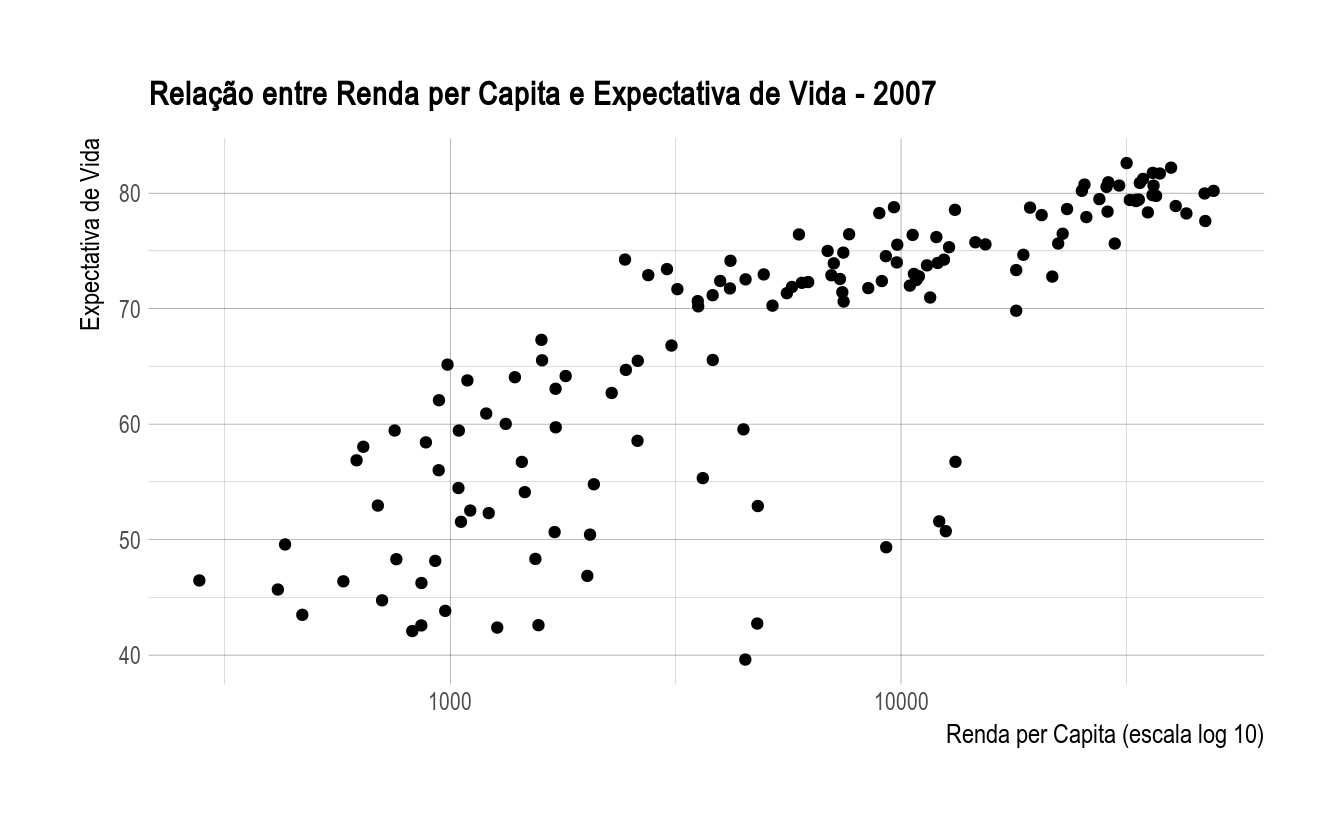 Relação entre Renda per Capita e Expectativa de Vida - 2007
Expectativa de Vida
80
70
60
50
40
1000
10000
Renda per Capita (escala log 10)